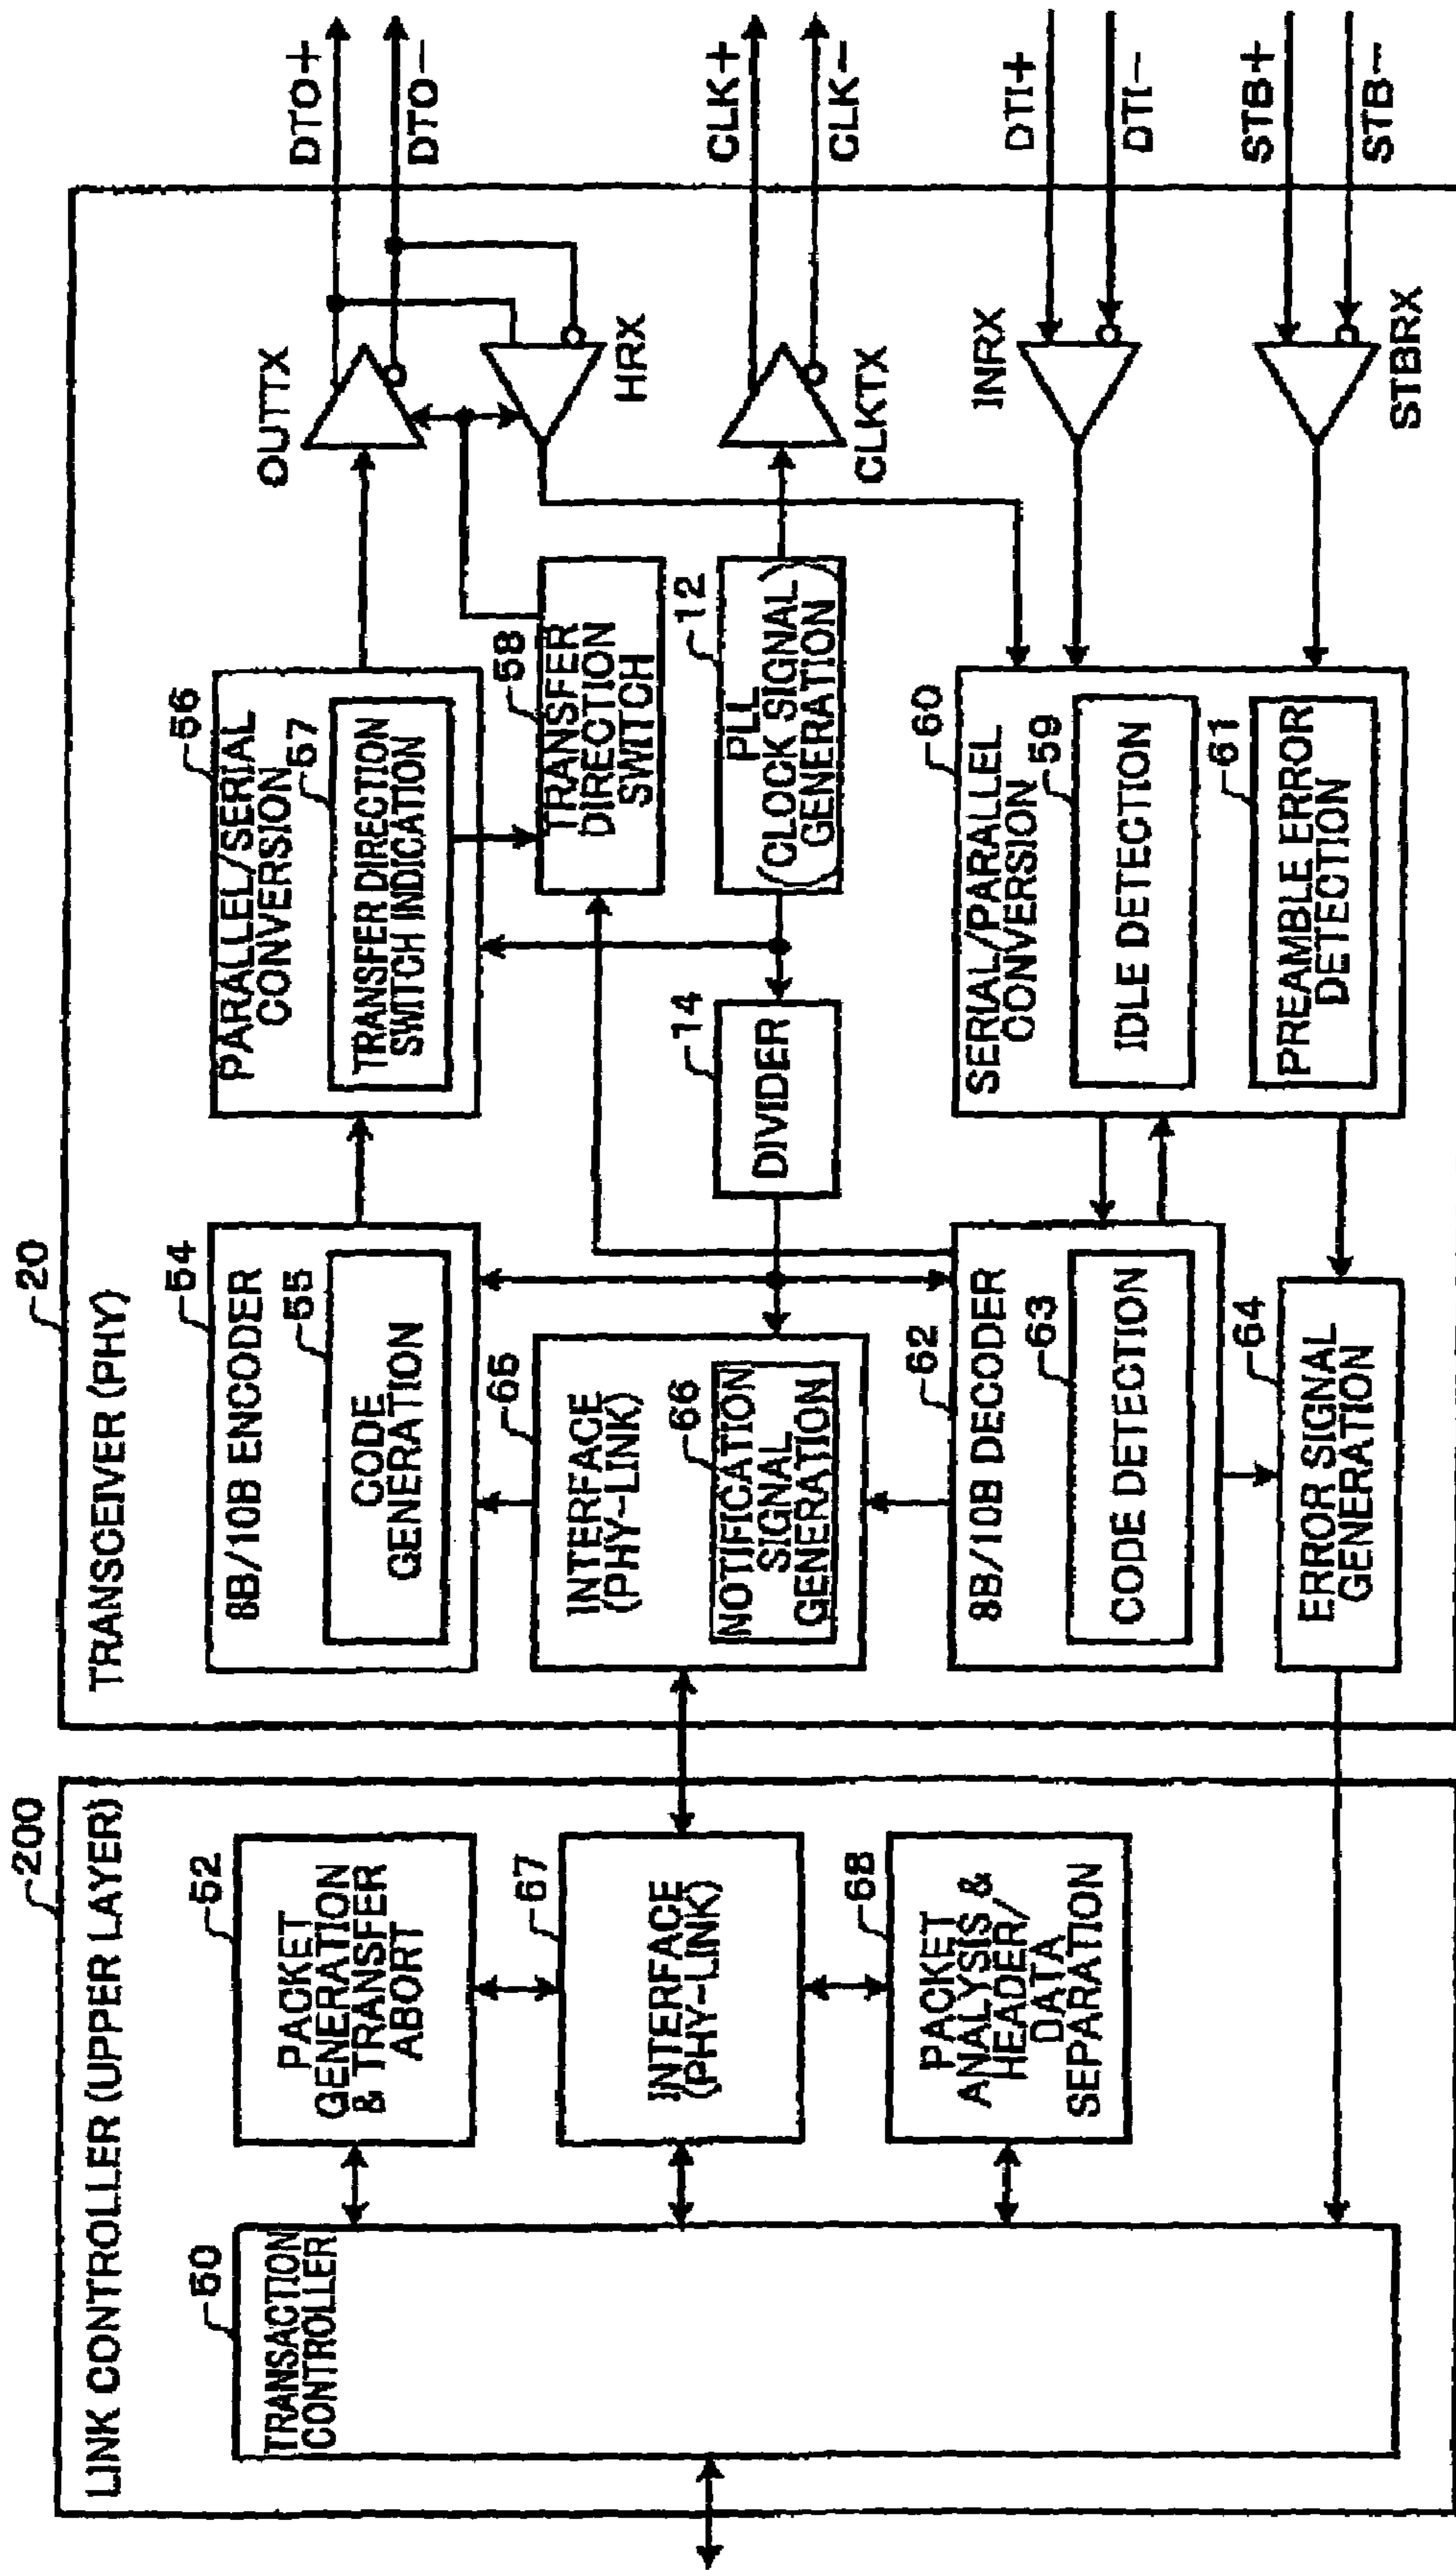 200
LINK CONTROLLER (UPPER LAYER)
50
TRANSACTION
CONTROLLER
52
PACKET
GENERATION
& TRANSFER
ABORT
67
INTERFACE
(PHY-LINK)
68
PACKET
ANALYSIS &
HEADER/
DATA
SEPARATION
20
TRANSCEIVER (PHY)
54
8B/10B ENCODER
55
CODE
GENERATION
65
INTERFACE
(PHY-LINK)
66
NOTIFICATION
SIGNAL
GENERATION
62
8B/10B DECODER
63
CODE DETECTION
64
ERROR SIGNAL
GENERATION
56
PARALLEL/SERIAL
CONVERSION
57
TRANSFER DIRECTION
SWITCH INDICATION
58
TRANSFER
DIRECTION
SWITCH
14
DIVIDER
12
PLL
(CLOCK SIGNAL
GENERATION)
60
SERIAL/PARALLEL
CONVERSION
59
IDLE DETECTION
61
PREAMBLE ERROR
DETECTION
OUTTX
HRX
CLKTX
INRX
STBRX
DTO+
DTO-
CLK+
CLK-
DTI+
DTI-
STB+
STB-